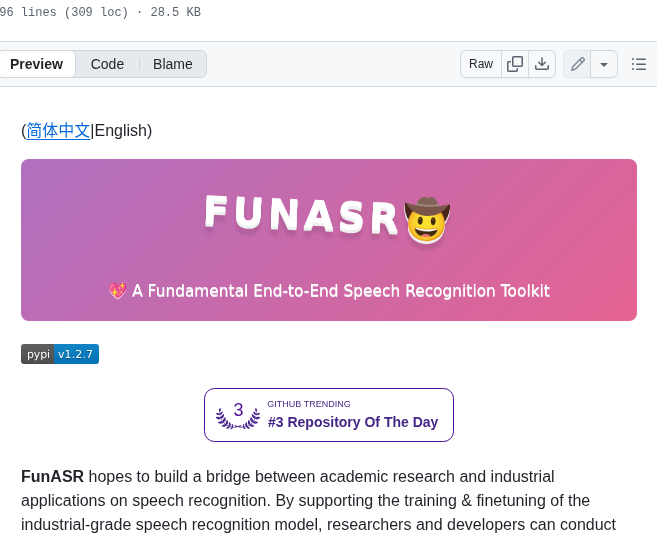 96 lines (309 loc) · 28.5 KB
Preview Code Blame Raw
(简体中文|English)
FUNASR🤠
💖 A Fundamental End-to-End Speech Recognition Toolkit
pypi v1.2.7
3
GITHUB TRENDING
#3 Repository Of The Day
FunASR hopes to build a bridge between academic research and industrial
applications on speech recognition. By supporting the training & finetuning of the
industrial-grade speech recognition model, researchers and developers can conduct